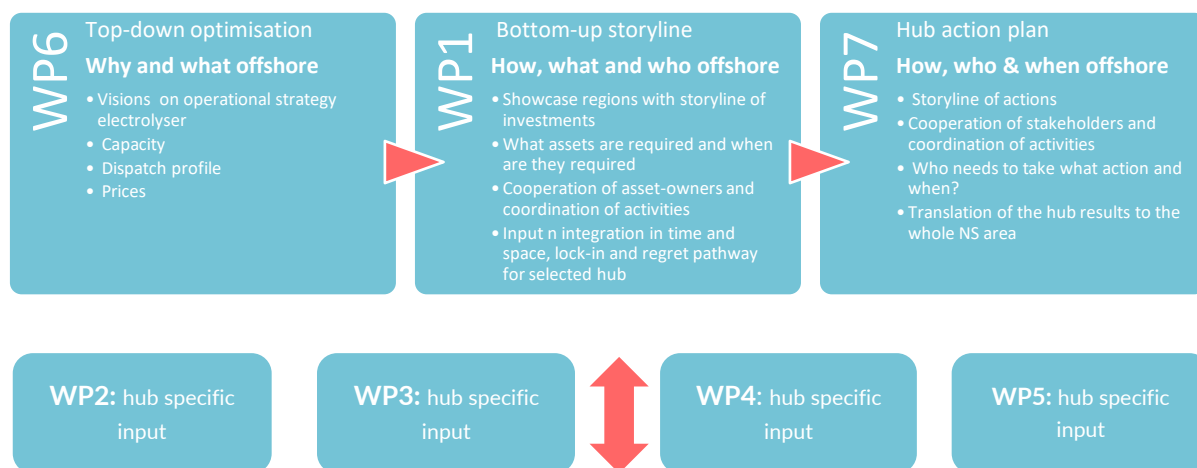 WP6
Top-down optimisation
Why and what offshore
• Visions on operational strategy
electrolyser
• Capacity
• Dispatch profile
• Prices
WP1
Bottom-up storyline
How, what and who offshore
• Showcase regions with storyline of
investments
• What assets are required and when
are they required
• Cooperation of asset-owners and
coordination of activities
• Input n integration in time and
space, lock-in and regret pathway
for selected hub
WP7
Hub action plan
How, who & when offshore
• Storyline of actions
• Cooperation of stakeholders and
coordination of activities
• Who needs to take what action and
when?
• Translation of the hub results to the
whole NS area
WP2: hub specific
input
WP3: hub specific
input
WP4: hub specific
input
WP5: hub specific
input